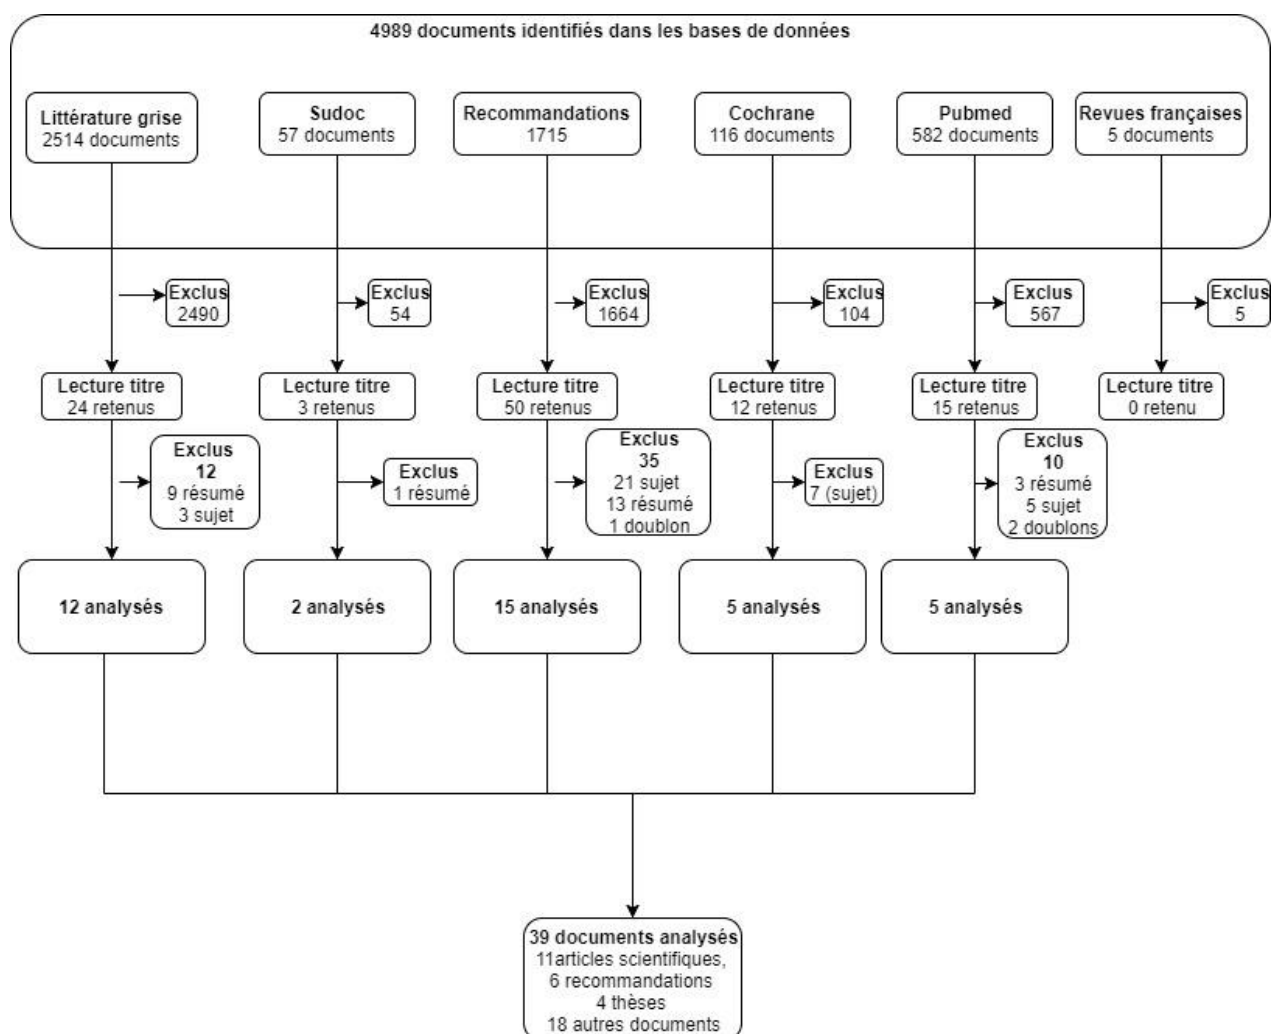 4989 documents identifiés dans les bases de données
Littérature grise
2514 documents
Sudoc
57 documents
Recommandations
1715
Cochrane
116 documents
Pubmed
582 documents
Revues françaises
5 documents
Exclus
2490
Exclus
54
Exclus
1664
Exclus
104
Exclus
567
Exclus
5
Lecture titre
24 retenus
Lecture titre
3 retenus
Lecture titre
50 retenus
Lecture titre
12 retenus
Lecture titre
15 retenus
Lecture titre
0 retenu
Exclus
12
9 résumé
3 sujet
Exclus
1 résumé
Exclus
35
21 sujet
13 résumé
1 doublon
Exclus
7 (sujet)
Exclus
10
3 résumé
5 sujet
2 doublons
12 analysés
2 analysés
15 analysés
5 analysés
5 analysés
39 documents analysés
11articles scientifiques,
6 recommandations
4 thèses
18 autres documents